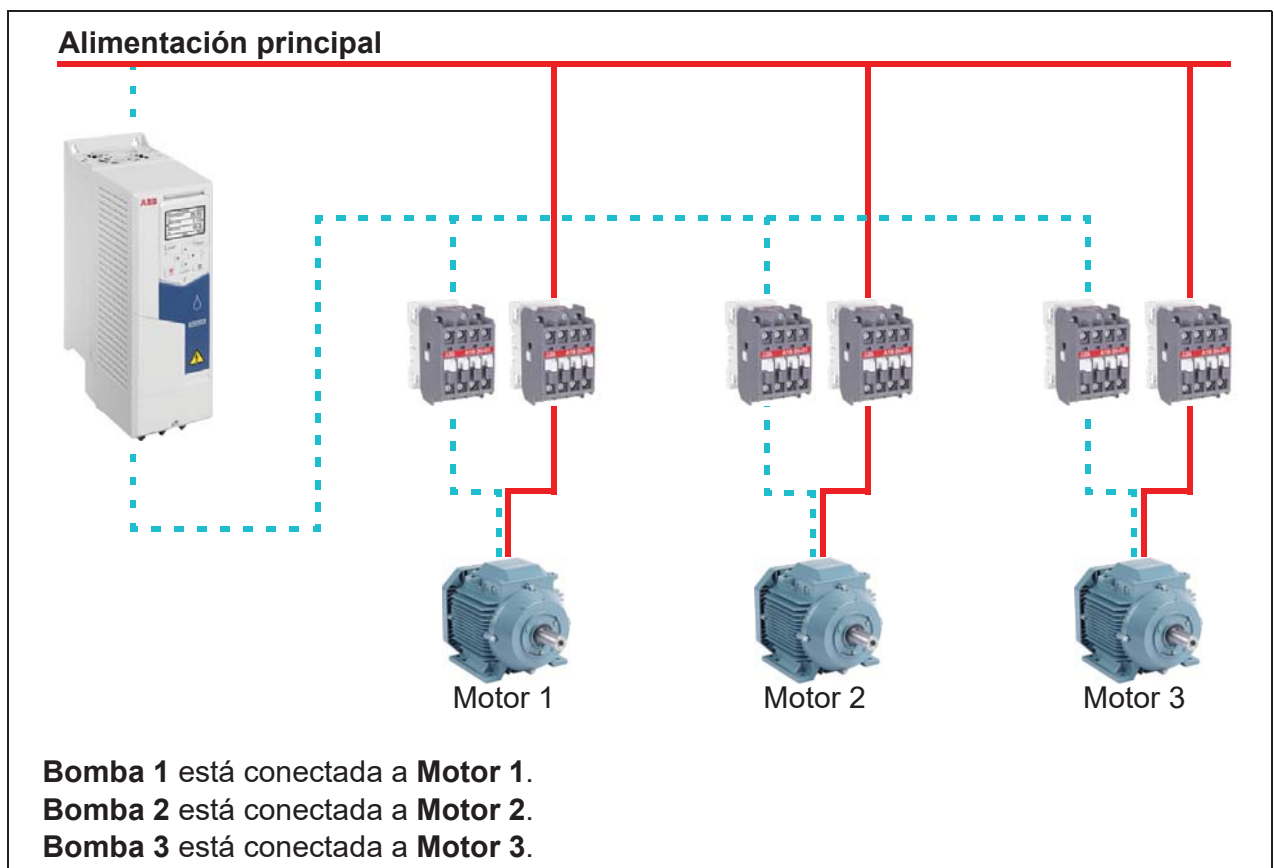 Alimentación principal
ABB
Motor 1
Motor 2
Motor 3
Bomba 1 está conectada a Motor 1.
Bomba 2 está conectada a Motor 2.
Bomba 3 está conectada a Motor 3.